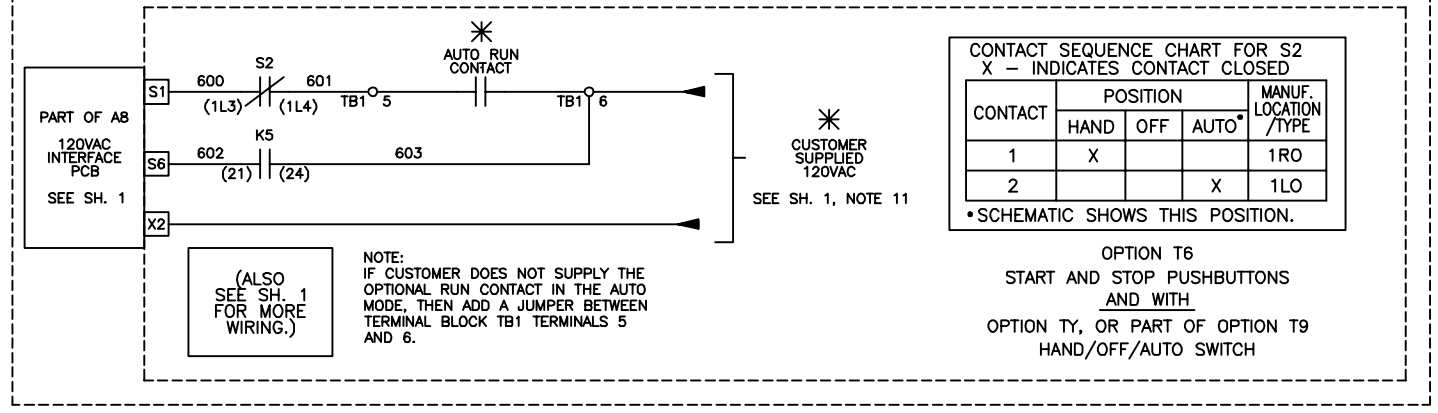 PART OF A8
120VAC
INTERFACE
PCB
SEE SH. 1
S1
S6
X2
600
S2
601
(1L3)
(1L4)
TB1
5
AUTO RUN
CONTACT
TB1
6
602
K5
603
(21)
(24)
CUSTOMER
SUPPLIED
120VAC
SEE SH. 1, NOTE 11
(ALSO
SEE SH. 1
FOR MORE
WIRING.)
NOTE:
IF CUSTOMER DOES NOT SUPPLY THE
OPTIONAL RUN CONTACT IN THE AUTO
MODE, THEN ADD A JUMPER BETWEEN
TERMINAL BLOCK TB1 TERMINALS 5
AND 6.
CONTACT SEQUENCE CHART FOR S2
X – INDICATES CONTACT CLOSED
CONTACT
POSITION
MANUF.
LOCATION
/TYPE
HAND OFF AUTO•
1 X 1RO
2 X 1LO
•SCHEMATIC SHOWS THIS POSITION.
OPTION T6
START AND STOP PUSHBUTTONS
AND WITH
OPTION TY, OR PART OF OPTION T9
HAND/OFF/AUTO SWITCH